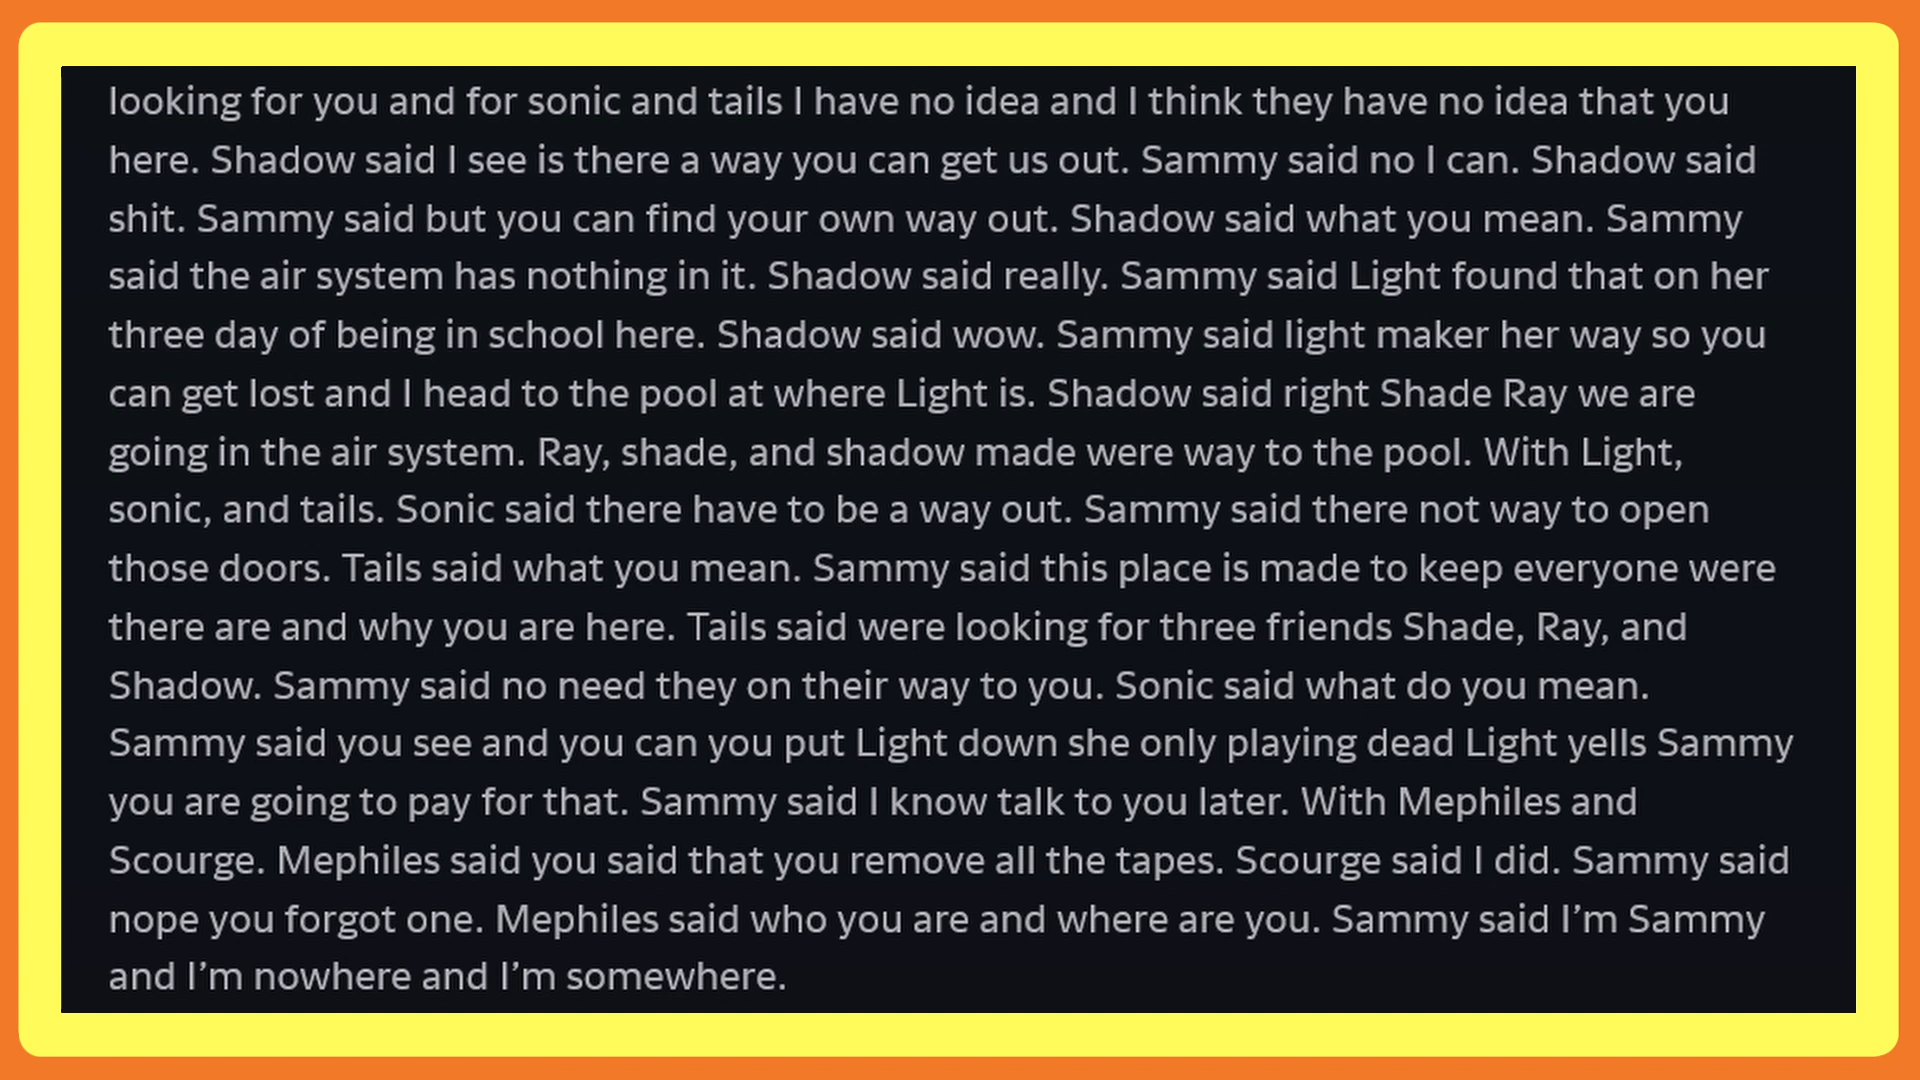 looking for you and for sonic and tails I have no idea and I think they have no idea that you
here. Shadow said I see is there a way you can get us out. Sammy said no I can. Shadow said
shit. Sammy said but you can find your own way out. Shadow said what you mean. Sammy
said the air system has nothing in it. Shadow said really. Sammy said Light found that on her
three day of being in school here. Shadow said wow. Sammy said light maker her way so you
can get lost and I head to the pool at where Light is. Shadow said right Shade Ray we are
going in the air system. Ray, shade, and shadow made were way to the pool. With Light,
sonic, and tails. Sonic said there have to be a way out. Sammy said there not way to open
those doors. Tails said what you mean. Sammy said this place is made to keep everyone were
there are and why you are here. Tails said were looking for three friends Shade, Ray, and
Shadow. Sammy said no need they on their way to you. Sonic said what do you mean.
Sammy said you see and you can you put Light down she only playing dead Light yells Sammy
you are going to pay for that. Sammy said I know talk to you later. With Mephiles and
Scourge. Mephiles said you said that you remove all the tapes. Scourge said I did. Sammy said
nope you forgot one. Mephiles said who you are and where are you. Sammy said I’m Sammy
and I’m nowhere and I’m somewhere.